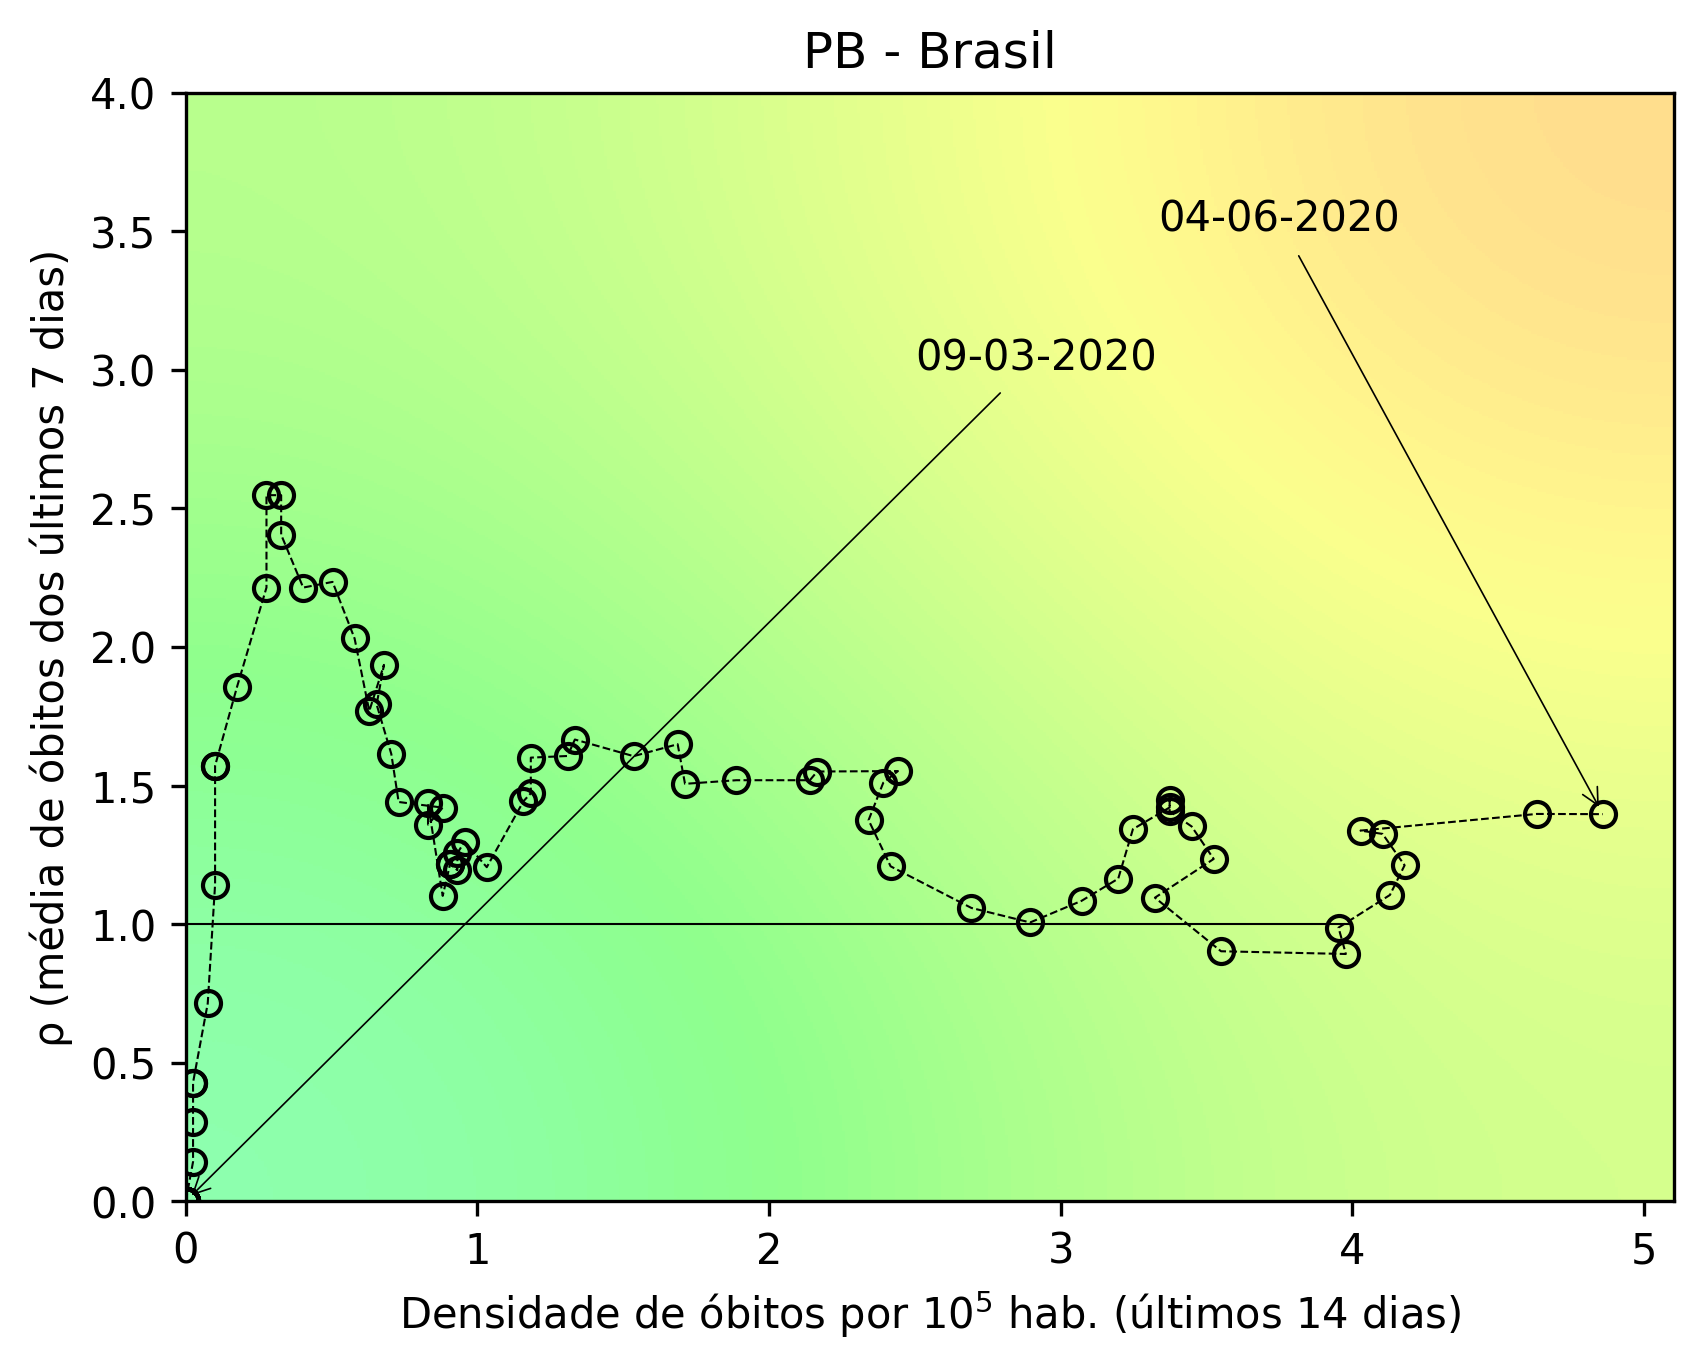 PB - Brasil
ρ (média de óbitos dos últimos 7 dias)
4.0
3.5
3.0
2.5
2.0
1.5
1.0
0.5
0.0
04-06-2020
09-03-2020
0 1 2 3 4 5
Densidade de óbitos por 10⁵ hab. (últimos 14 dias)